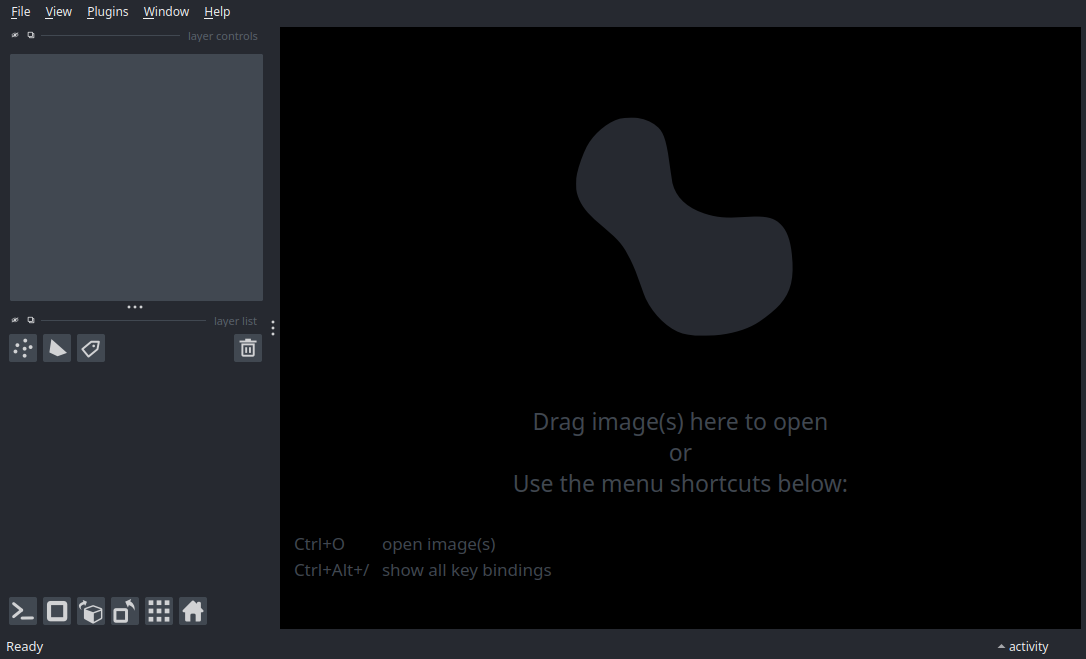 File View Plugins Window Help
layer controls
layer list
Drag image(s) here to open
or
Use the menu shortcuts below:
Ctrl+O open image(s)
Ctrl+Alt+/ show all key bindings
Ready
activity